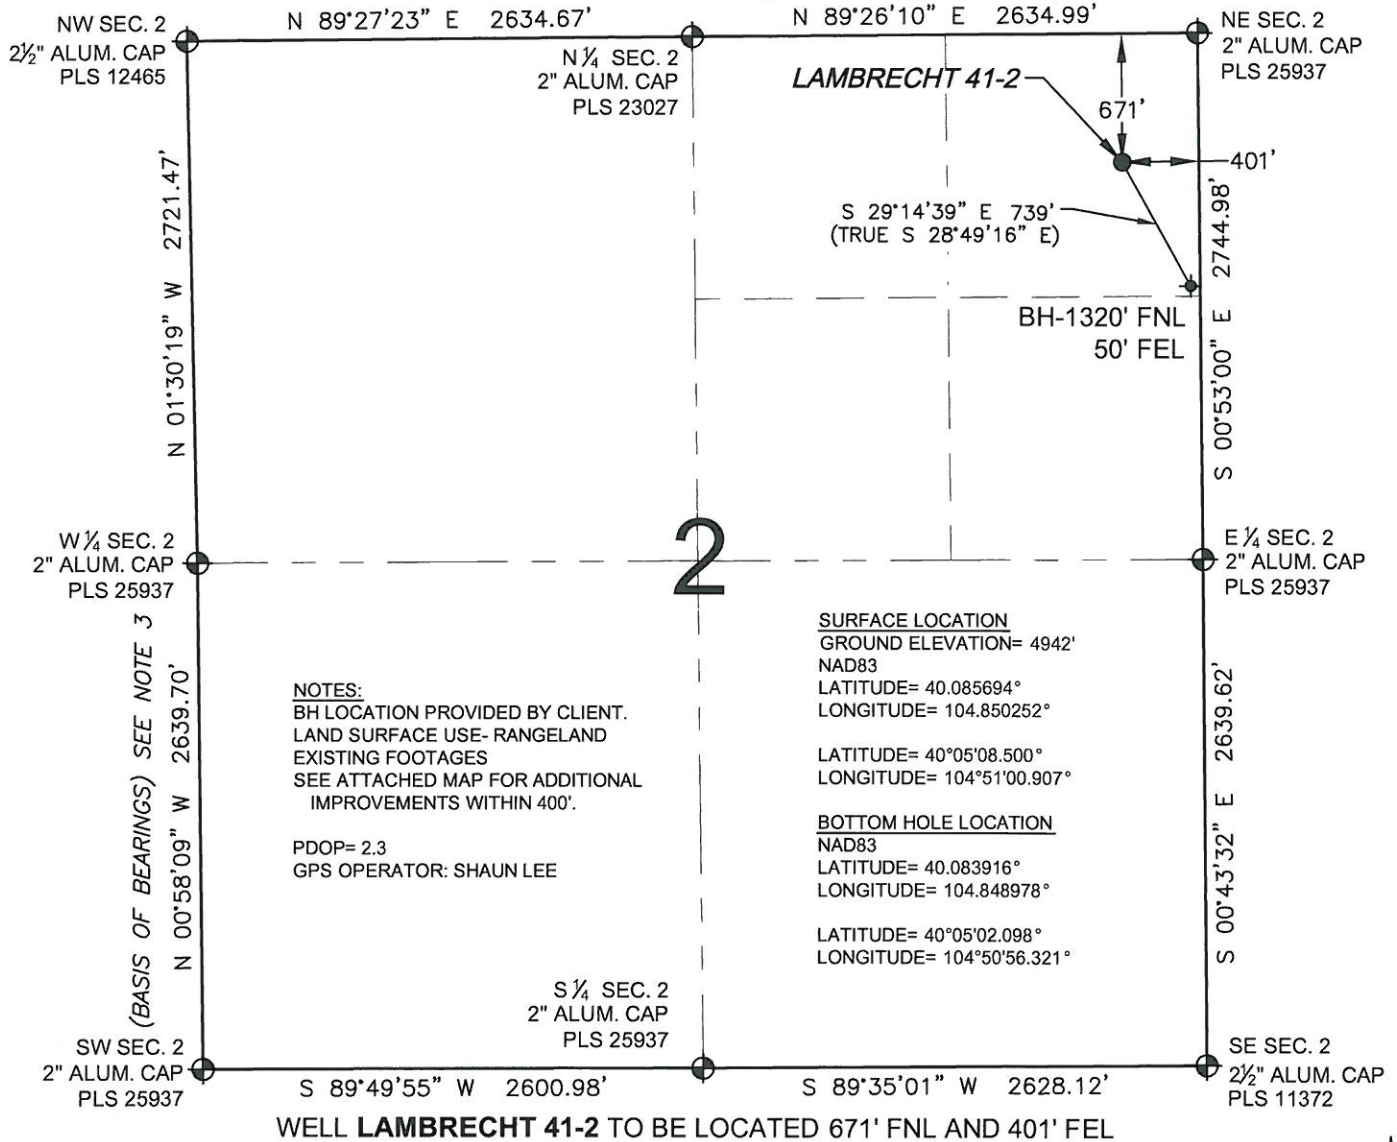 NW SEC. 2
2½" ALUM. CAP
PLS 12465
N 89°27'23" E 2634.67'
N ¼ SEC. 2
2" ALUM. CAP
PLS 23027
N 89°26'10" E 2634.99'
NE SEC. 2
2" ALUM. CAP
PLS 25937
LAMBRECHT 41-2
671'
401'
S 29°14'39" E 739'
(TRUE S 28°49'16" E)
BH-1320' FNL
50' FEL
N 01°30'19" W 2721.47'
S 00°53'00" E 2744.98'
W ¼ SEC. 2
2" ALUM. CAP
PLS 25937
2
E ¼ SEC. 2
2" ALUM. CAP
PLS 25937
(BASIS OF BEARINGS) SEE NOTE 3
N 00°58'09" W 2639.70'
NOTES:
BH LOCATION PROVIDED BY CLIENT.
LAND SURFACE USE- RANGELAND
EXISTING FOOTAGES
SEE ATTACHED MAP FOR ADDITIONAL
IMPROVEMENTS WITHIN 400'.
PDOP= 2.3
GPS OPERATOR: SHAUN LEE
SURFACE LOCATION
GROUND ELEVATION= 4942'
NAD83
LATITUDE= 40.085694°
LONGITUDE= 104.850252°
LATITUDE= 40°05'08.500°
LONGITUDE= 104°51'00.907°
BOTTOM HOLE LOCATION
NAD83
LATITUDE= 40.083916°
LONGITUDE= 104.848978°
LATITUDE= 40°05'02.098°
LONGITUDE= 104°50'56.321°
S 00°43'32" E 2639.62'
SW SEC. 2
2" ALUM. CAP
PLS 25937
S ¼ SEC. 2
2" ALUM. CAP
PLS 25937
SE SEC. 2
2½" ALUM. CAP
PLS 11372
S 89°49'55" W 2600.98'
S 89°35'01" W 2628.12'
WELL LAMBRECHT 41-2 TO BE LOCATED 671' FNL AND 401' FEL